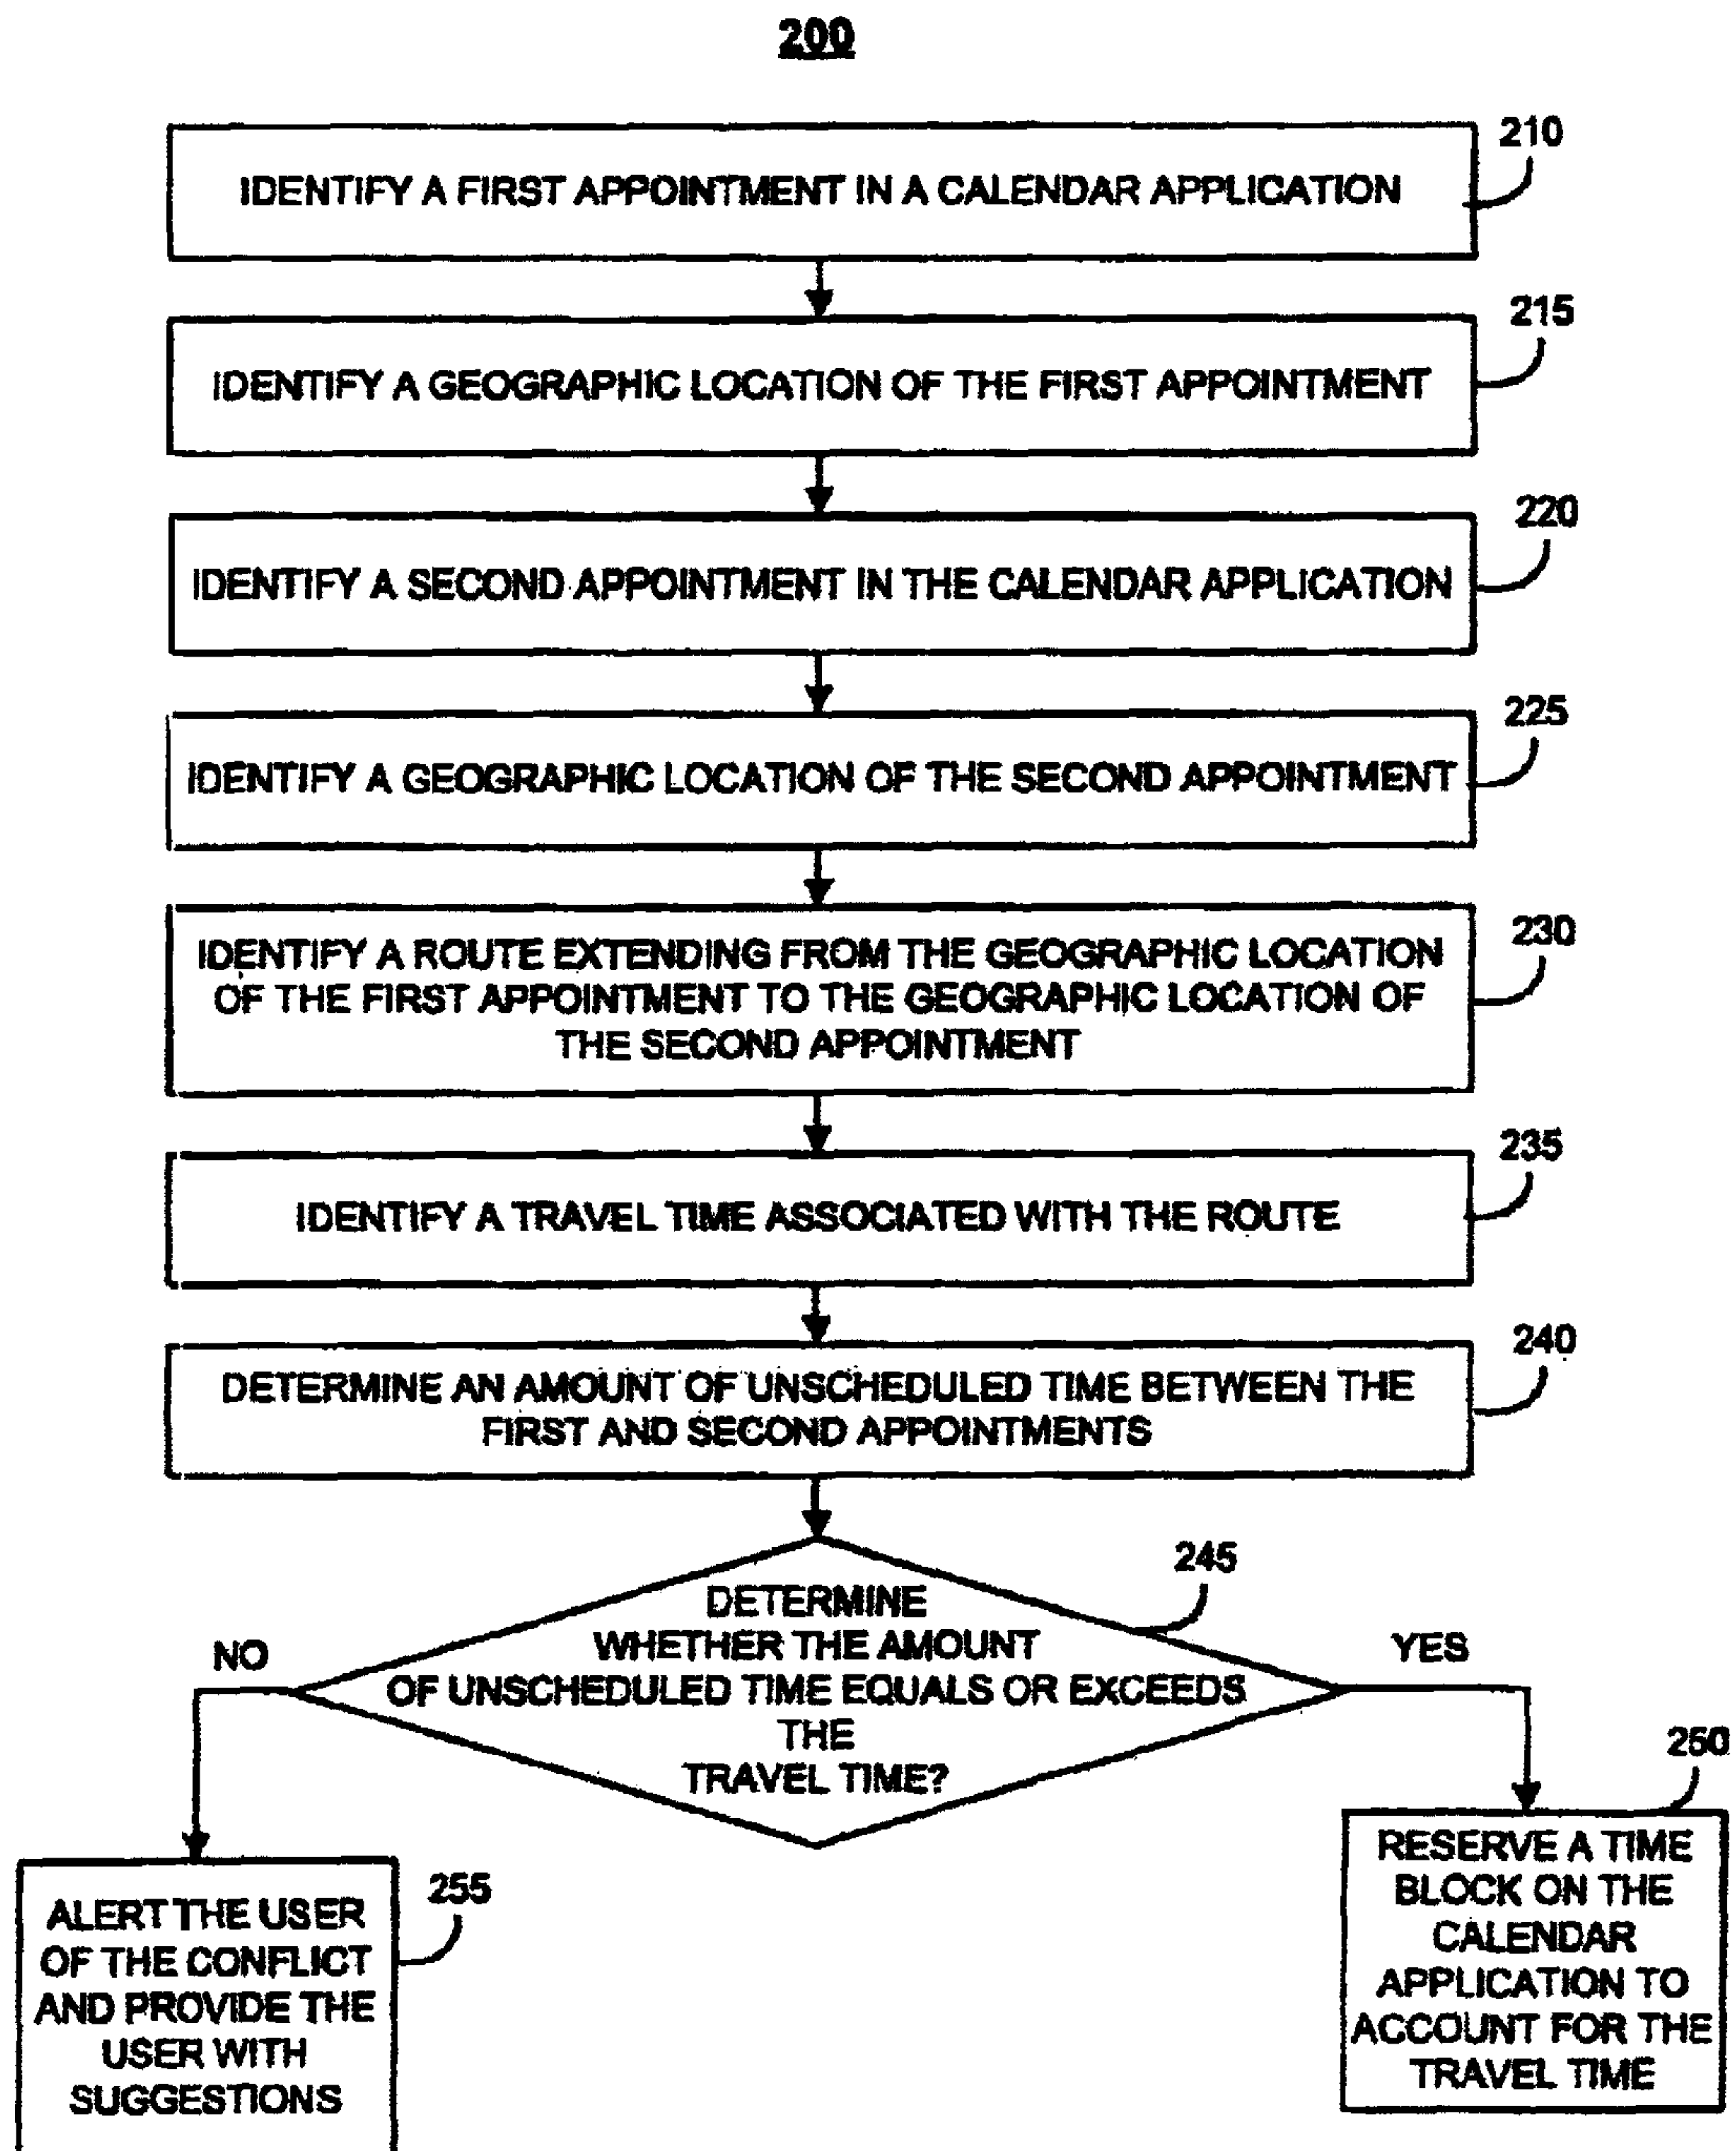 200
210
IDENTIFY A FIRST APPOINTMENT IN A CALENDAR APPLICATION
215
IDENTIFY A GEOGRAPHIC LOCATION OF THE FIRST APPOINTMENT
220
IDENTIFY A SECOND APPOINTMENT IN THE CALENDAR APPLICATION
225
IDENTIFY A GEOGRAPHIC LOCATION OF THE SECOND APPOINTMENT
230
IDENTIFY A ROUTE EXTENDING FROM THE GEOGRAPHIC LOCATION
OF THE FIRST APPOINTMENT TO THE GEOGRAPHIC LOCATION OF
THE SECOND APPOINTMENT
235
IDENTIFY A TRAVEL TIME ASSOCIATED WITH THE ROUTE
240
DETERMINE AN AMOUNT OF UNSCHEDULED TIME BETWEEN THE
FIRST AND SECOND APPOINTMENTS
245
DETERMINE
WHETHER THE AMOUNT
OF UNSCHEDULED TIME EQUALS OR EXCEEDS
THE
TRAVEL TIME?
NO
YES
255
ALERT THE USER
OF THE CONFLICT
AND PROVIDE THE
USER WITH
SUGGESTIONS
250
RESERVE A TIME
BLOCK ON THE
CALENDAR
APPLICATION TO
ACCOUNT FOR THE
TRAVEL TIME